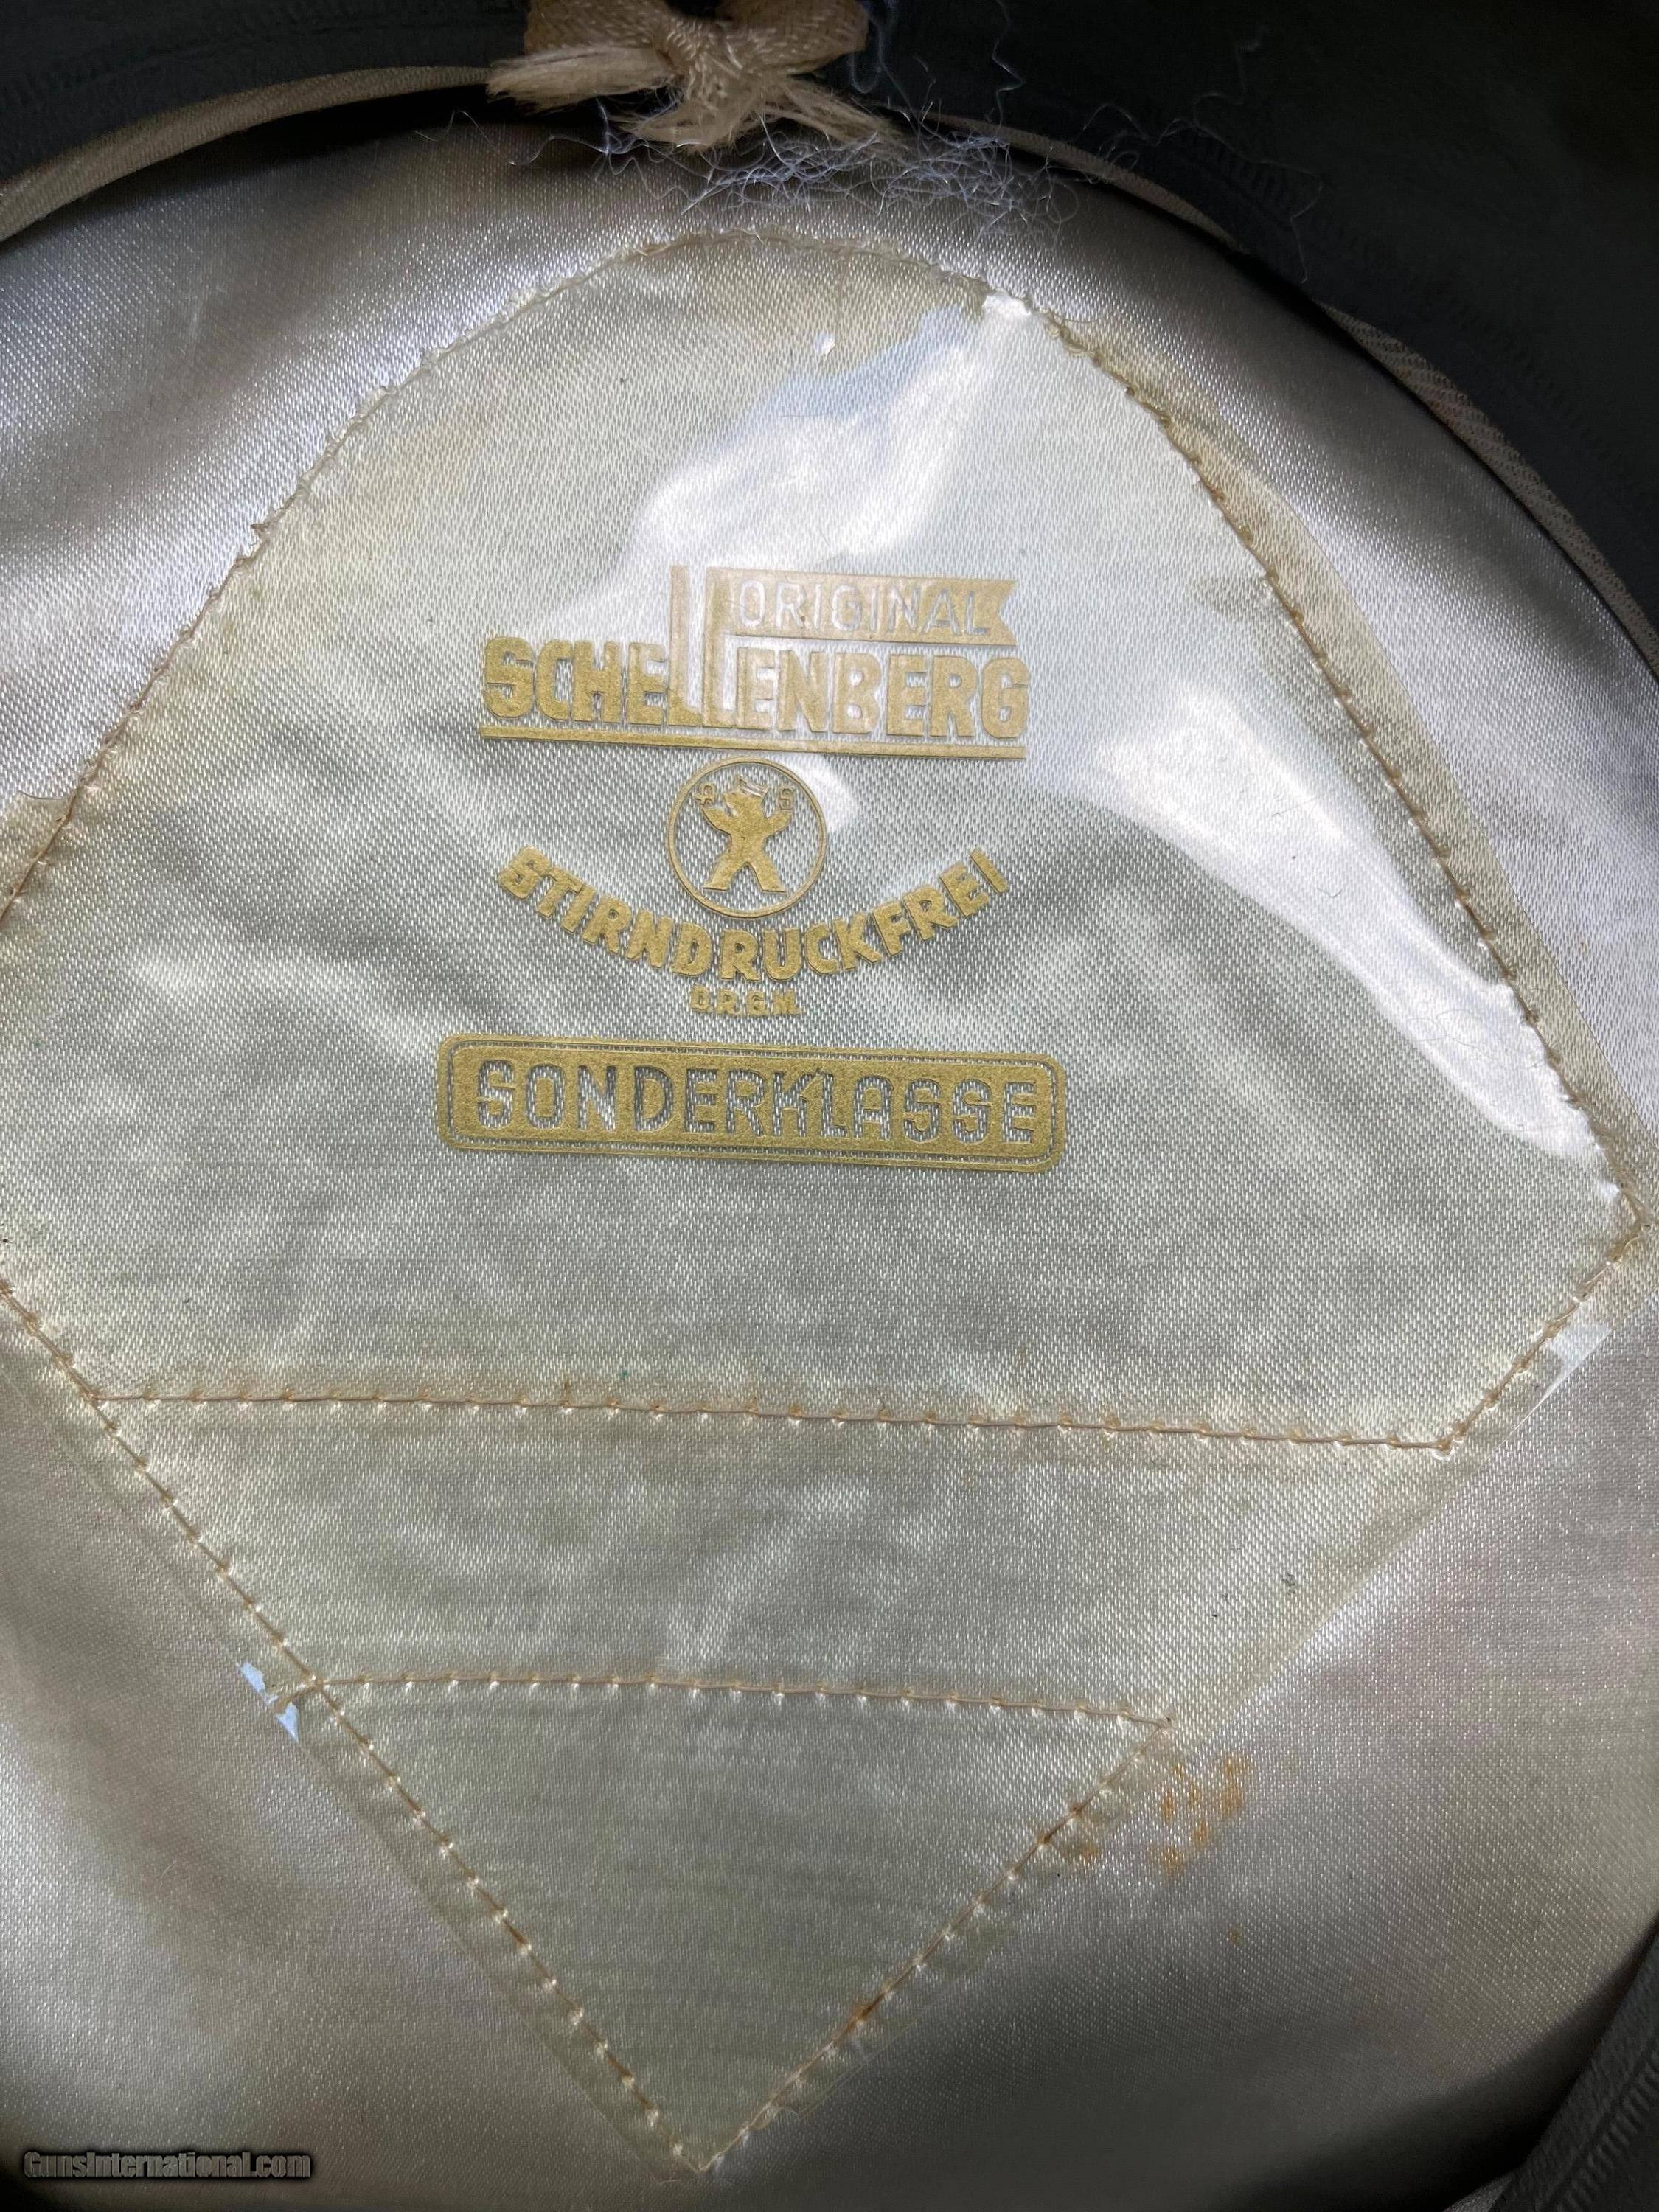 ORIGINAL
SCHELLENBERG
STIRNDRUCKFREI
D.R.G.M.
SONDERKLASSE
GunsInternational.com